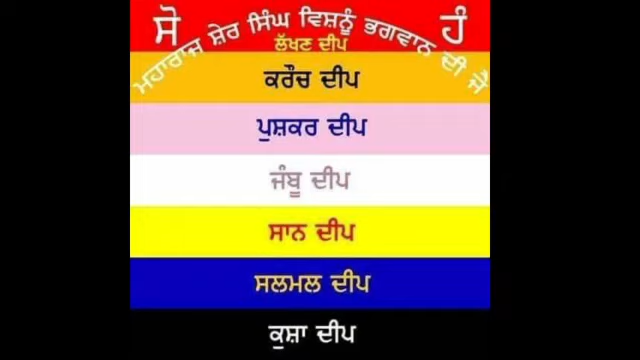 ਸੋ ਹੰ
ਮਹਾਰਾਜ ਸ਼ੇਰ ਸਿੰਘ ਵਿਸ਼ਨੂੰ ਭਗਵਾਨ ਦੀ ਜੈ
ਲੱਖਣ ਦੀਪ
ਕਰੌਚ ਦੀਪ
ਪੁਸ਼ਕਰ ਦੀਪ
ਜੰਬੂ ਦੀਪ
ਸਾਨ ਦੀਪ
ਸਲਮਲ ਦੀਪ
ਕੁਸ਼ਾ ਦੀਪ